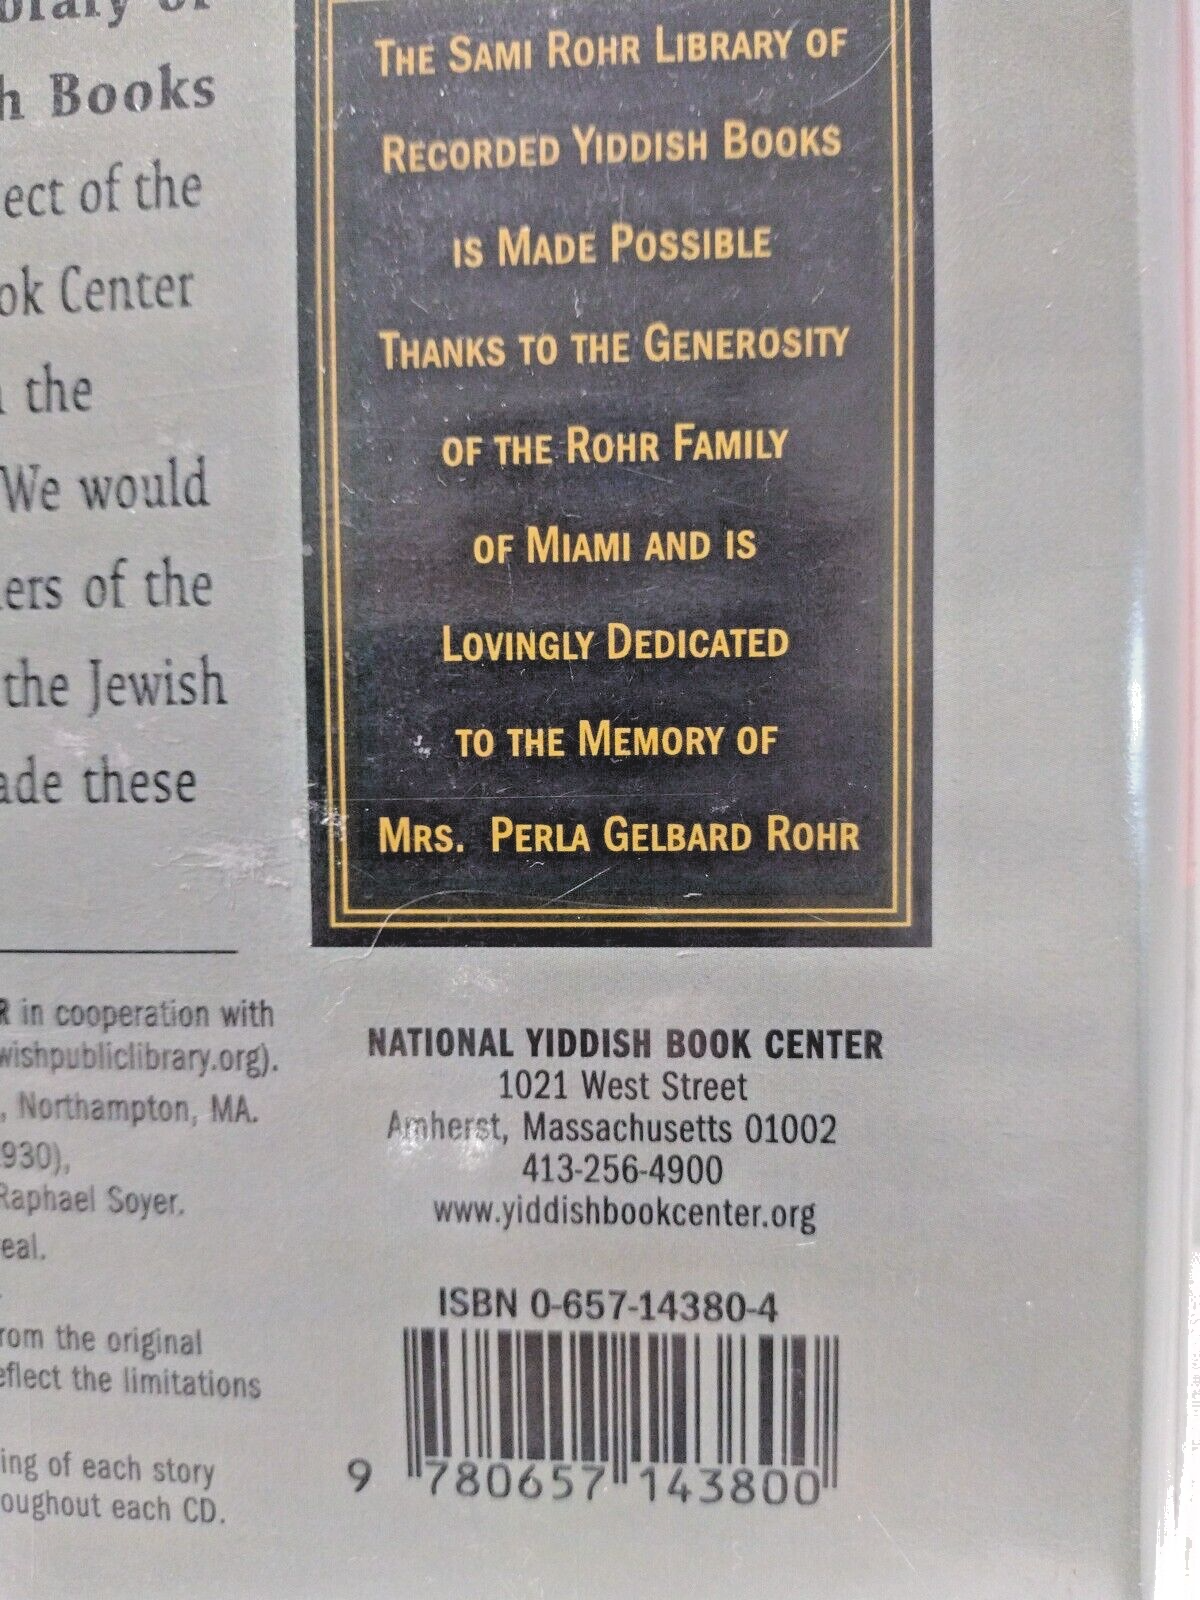 of
h Books
ect of the
ok Center
the
We would
ers of the
the Jewish
ade these
THE SAMI ROHR LIBRARY OF
RECORDED YIDDISH BOOKS
IS MADE POSSIBLE
THANKS TO THE GENEROSITY
OF THE ROHR FAMILY
OF MIAMI AND IS
LOVINGLY DEDICATED
TO THE MEMORY OF
MRS. PERLA GELBARD ROHR
R in cooperation with
wishpubliclibrary.org).
, Northampton, MA.
930),
Raphael Soyer.
eal.
rom the original
eflect the limitations
ing of each story
oughout each CD.
NATIONAL YIDDISH BOOK CENTER
1021 West Street
Amherst, Massachusetts 01002
413-256-4900
www.yiddishbookcenter.org
ISBN 0-657-14380-4
9 780657 143800